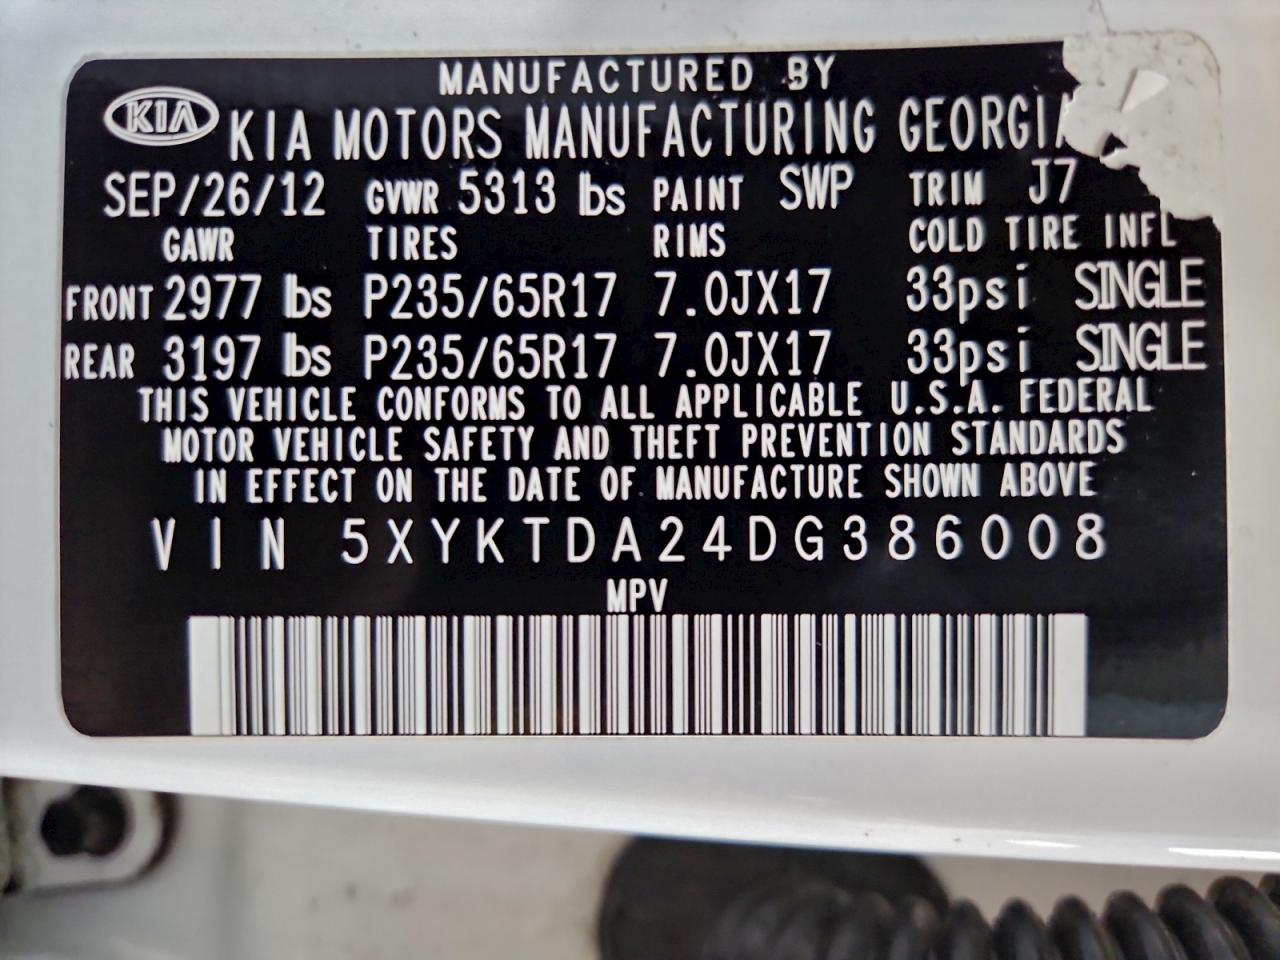 MANUFACTURED BY
KIA KIA MOTORS MANUFACTURING GEORGIA
SEP/26/12 GVWR 5313 lbs PAINT SWP TRIM J7
GAWR TIRES RIMS COLD TIRE INFL
FRONT 2977 lbs P235/65R17 7.0JX17 33psi SINGLE
REAR 3197 lbs P235/65R17 7.0JX17 33psi SINGLE
THIS VEHICLE CONFORMS TO ALL APPLICABLE U.S.A. FEDERAL
MOTOR VEHICLE SAFETY AND THEFT PREVENTION STANDARDS
IN EFFECT ON THE DATE OF MANUFACTURE SHOWN ABOVE
VIN 5XYKTDA24DG386008
MPV